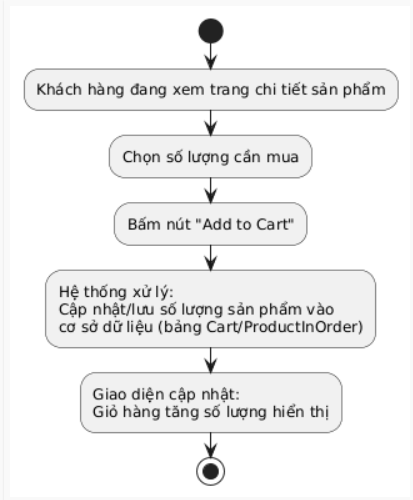 Khách hàng đang xem trang chi tiết sản phẩm
Chọn số lượng cần mua
Bấm nút "Add to Cart"
Hệ thống xử lý:
Cập nhật/lưu số lượng sản phẩm vào
cơ sở dữ liệu (bảng Cart/ProductInOrder)
Giao diện cập nhật:
Giỏ hàng tăng số lượng hiển thị